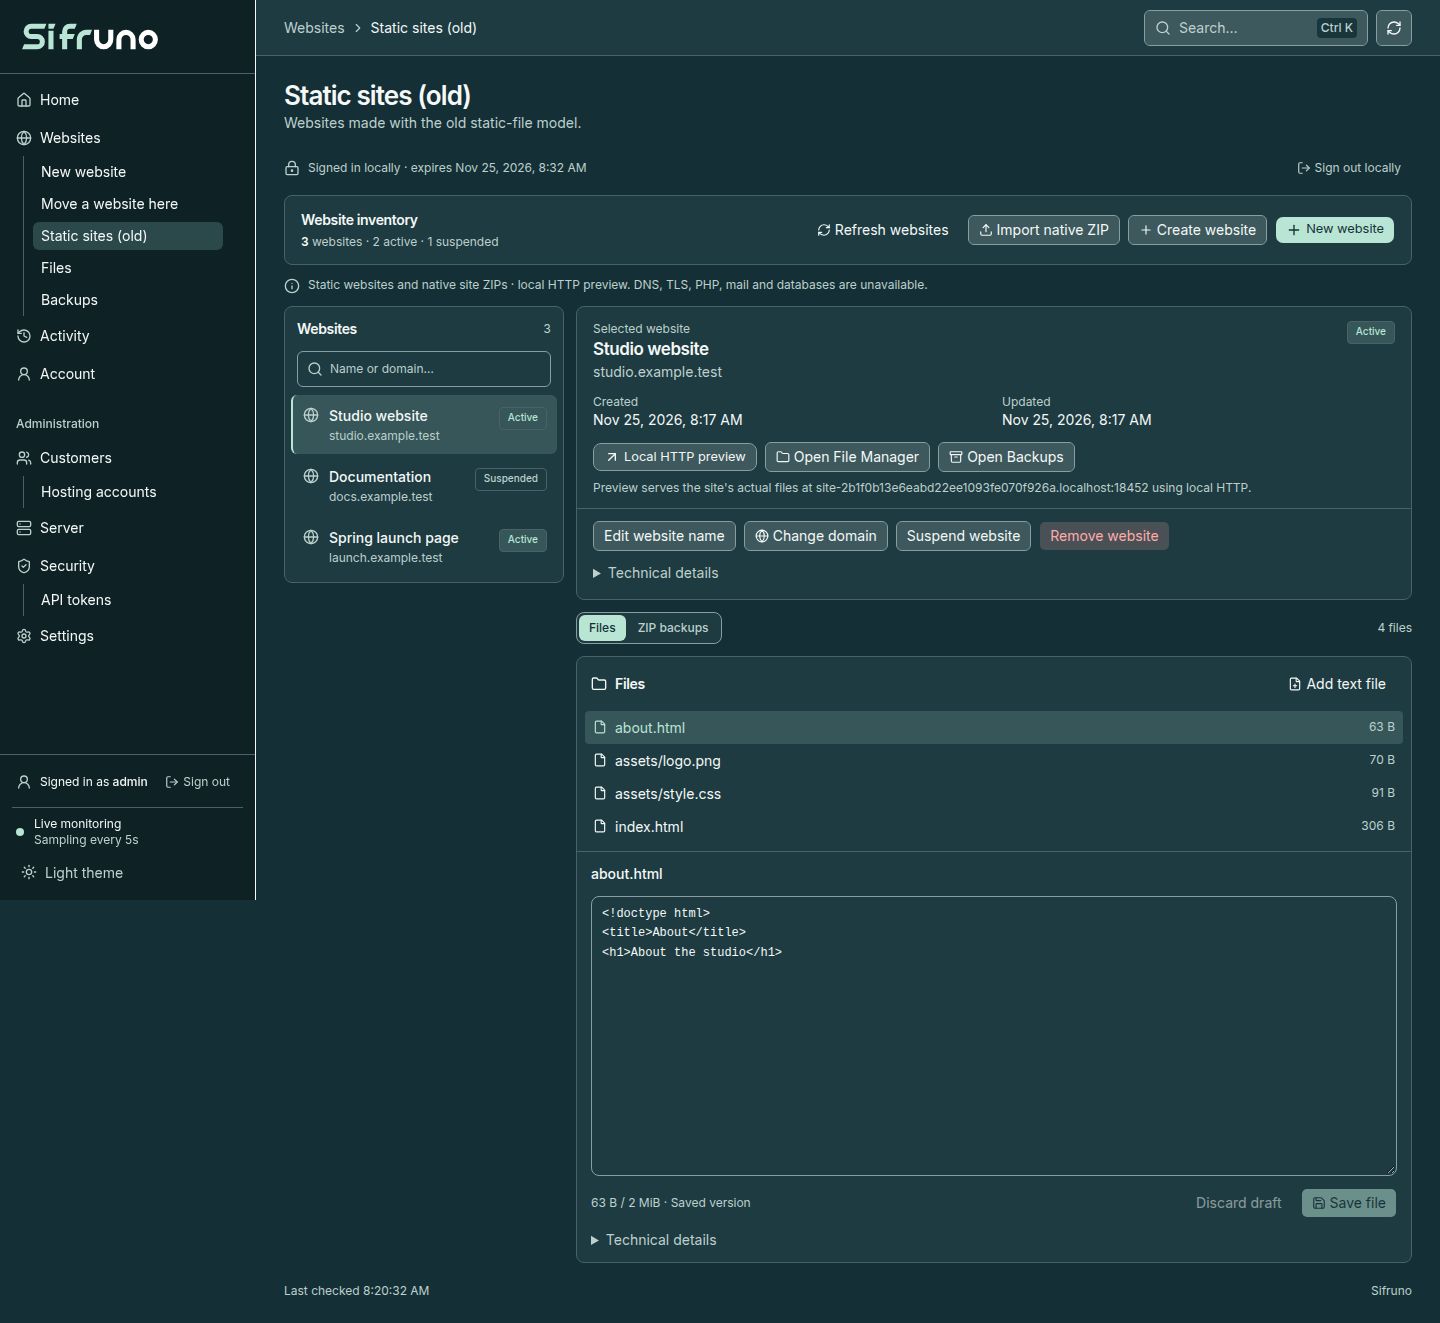 Sifruno
Home
Websites
New website
Move a website here
Static sites (old)
Files
Backups
Activity
Account
Administration
Customers
Hosting accounts
Server
Security
API tokens
Settings
Signed in as admin
Sign out
Live monitoring
Sampling every 5s
Light theme
Websites > Static sites (old)
Search...
Ctrl K
Static sites (old)
Websites made with the old static-file model.
Signed in locally · expires Nov 25, 2026, 8:32 AM
Sign out locally
Website inventory
3 websites · 2 active · 1 suspended
Refresh websites
Import native ZIP
Create website
New website
Static websites and native site ZIPs · local HTTP preview. DNS, TLS, PHP, mail and databases are unavailable.
Websites
3
Name or domain...
Studio website
Active
studio.example.test
Documentation
Suspended
docs.example.test
Spring launch page
Active
launch.example.test
Selected website
Active
Studio website
studio.example.test
Created
Nov 25, 2026, 8:17 AM
Updated
Nov 25, 2026, 8:17 AM
Local HTTP preview
Open File Manager
Open Backups
Preview serves the site's actual files at site-2b1f0b13e6eabd22ee1093fe070f926a.localhost:18452 using local HTTP.
Edit website name
Change domain
Suspend website
Remove website
Technical details
Files
ZIP backups
4 files
Files
Add text file
about.html
63 B
assets/logo.png
70 B
assets/style.css
91 B
index.html
306 B
about.html
<!doctype html>
<title>About</title>
<h1>About the studio</h1>
63 B / 2 MiB · Saved version
Discard draft
Save file
Technical details
Last checked 8:20:32 AM
Sifruno